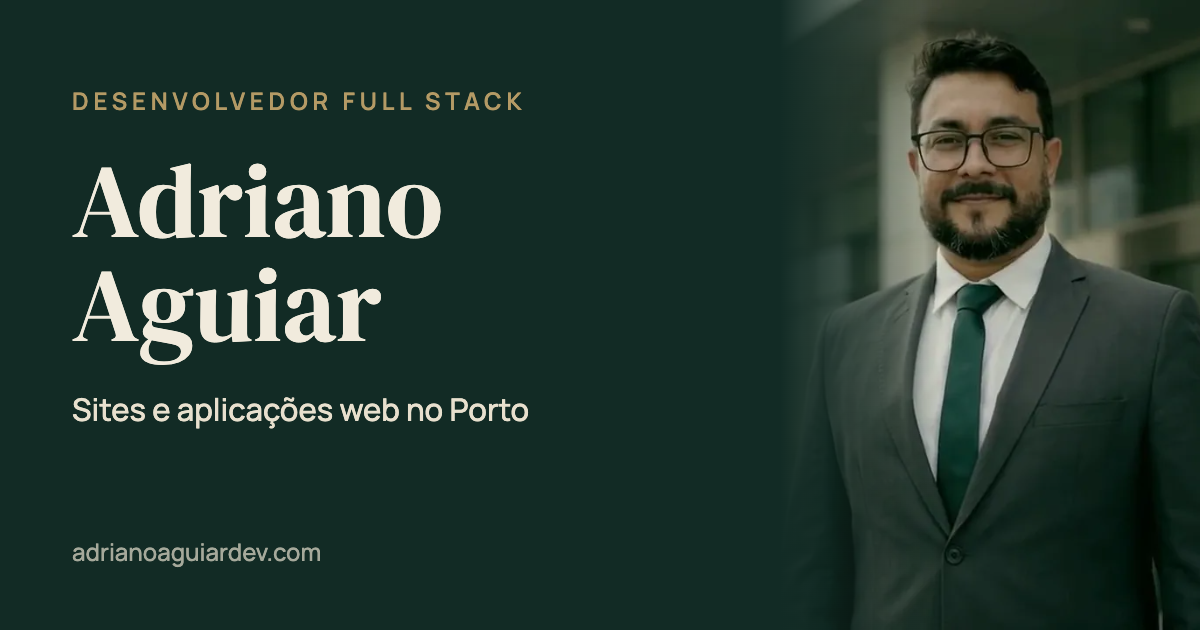 DESENVOLVEDOR FULL STACK
Adriano
Aguiar
Sites e aplicações web no Porto
adrianoaguiardev.com